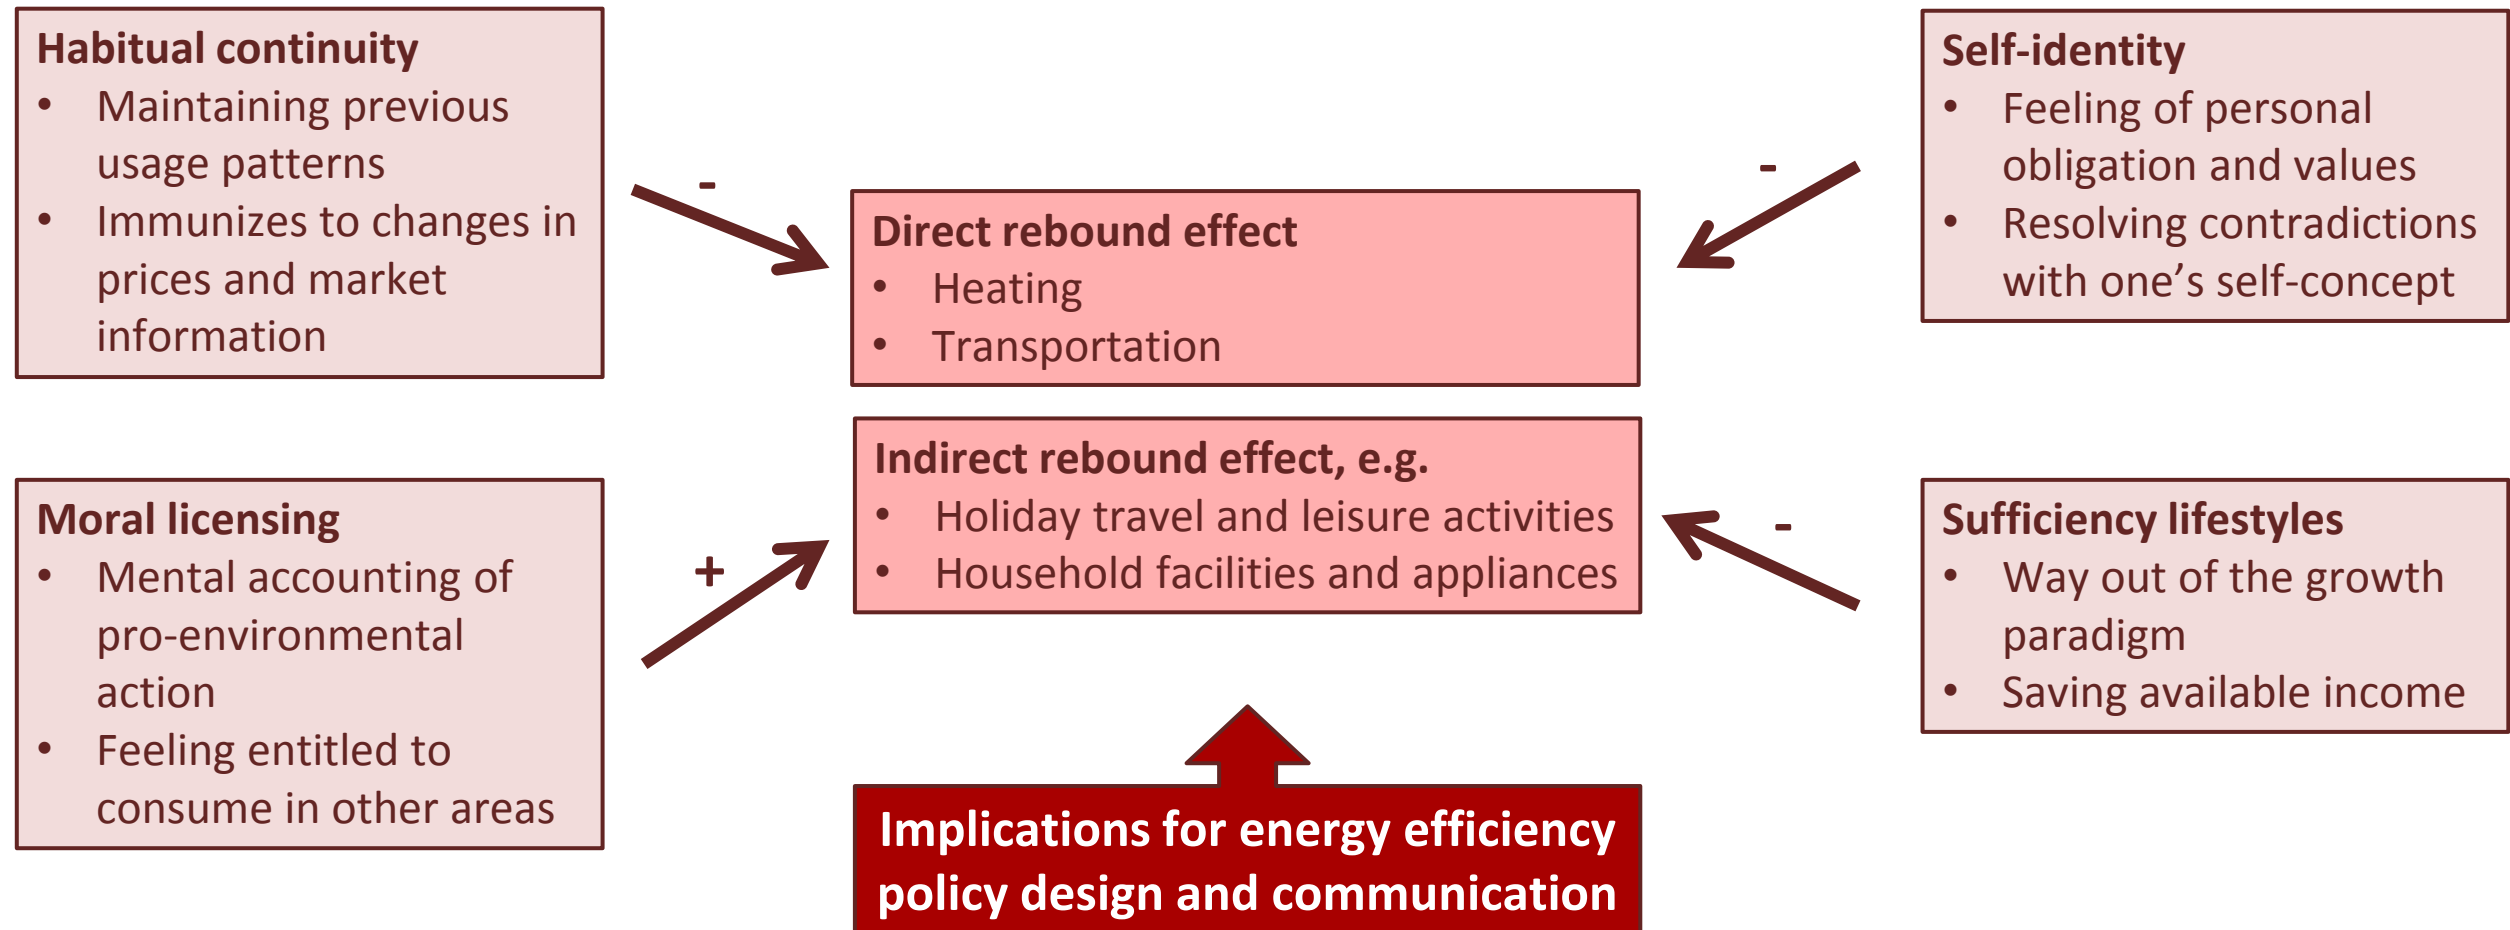 Habitual continuity
• Maintaining previous
usage patterns
• Immunizes to changes in
prices and market
information
-
Direct rebound effect
• Heating
• Transportation
-
Self-identity
• Feeling of personal
obligation and values
• Resolving contradictions
with one’s self-concept
Moral licensing
• Mental accounting of
pro-environmental
action
• Feeling entitled to
consume in other areas
+
Indirect rebound effect, e.g.
• Holiday travel and leisure activities
• Household facilities and appliances
-
Sufficiency lifestyles
• Way out of the growth
paradigm
• Saving available income
Implications for energy efficiency
policy design and communication